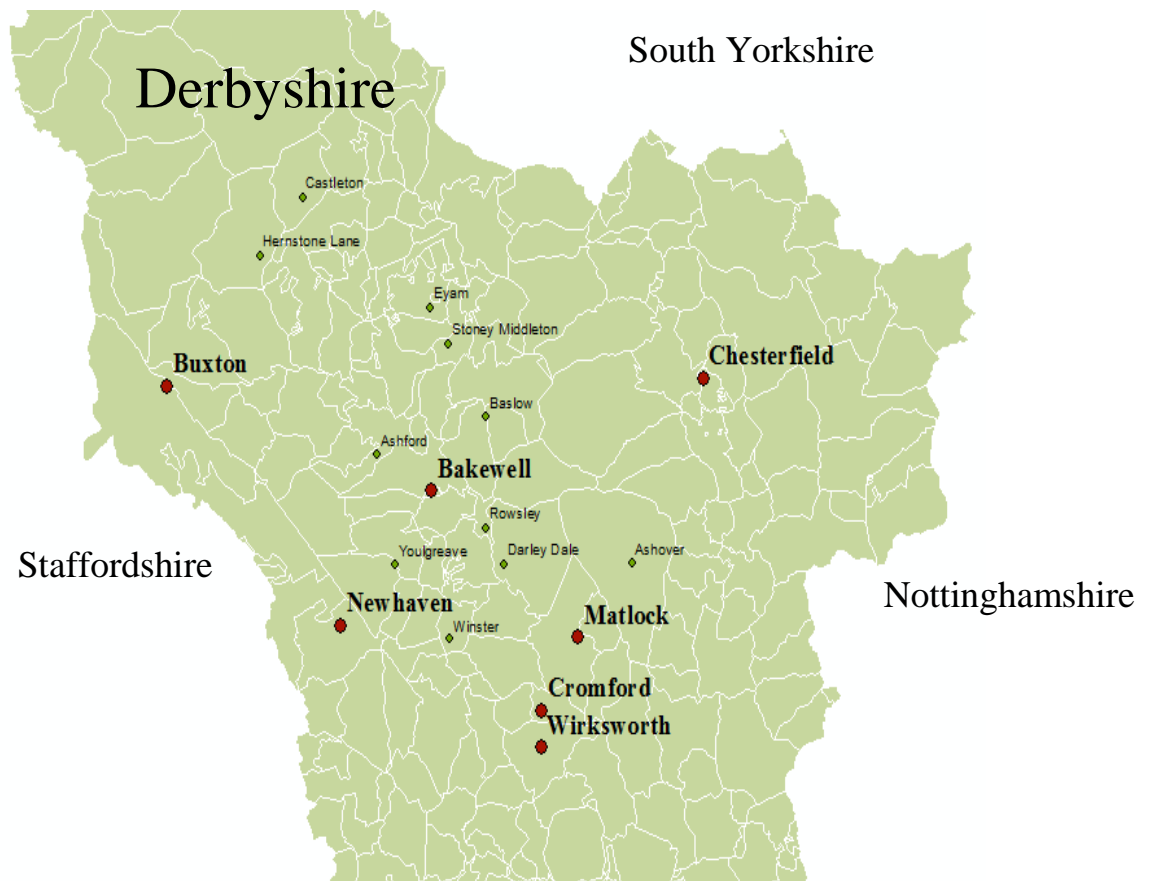 South Yorkshire
Derbyshire
Castleton
Hernstone Lane
Eyam
Stoney Middleton
Buxton
Chesterfield
Baslow
Ashford
Bakewell
Rowsley
Youlgreave
Darley Dale
Ashover
Staffordshire
Nottinghamshire
Newhaven
Matlock
Winster
Cromford
Wirksworth